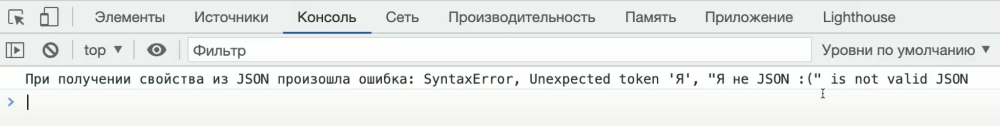 Элементы Источники Консоль Сеть Производительность Память Приложение Lighthouse
top Фильтр Уровни по умолчанию
При получении свойства из JSON произошла ошибка: SyntaxError, Unexpected token 'Я', "Я не JSON :(" is not valid JSON